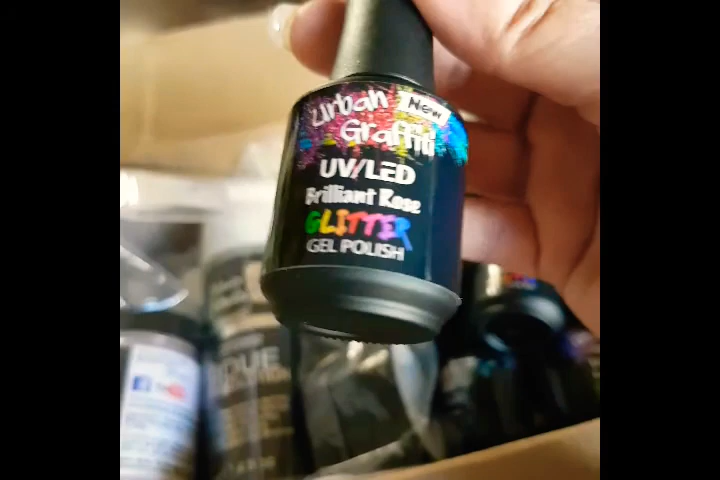 Urban
New
Graffiti
UV/LED
Brilliant Rose
GLITTER
GEL POLISH